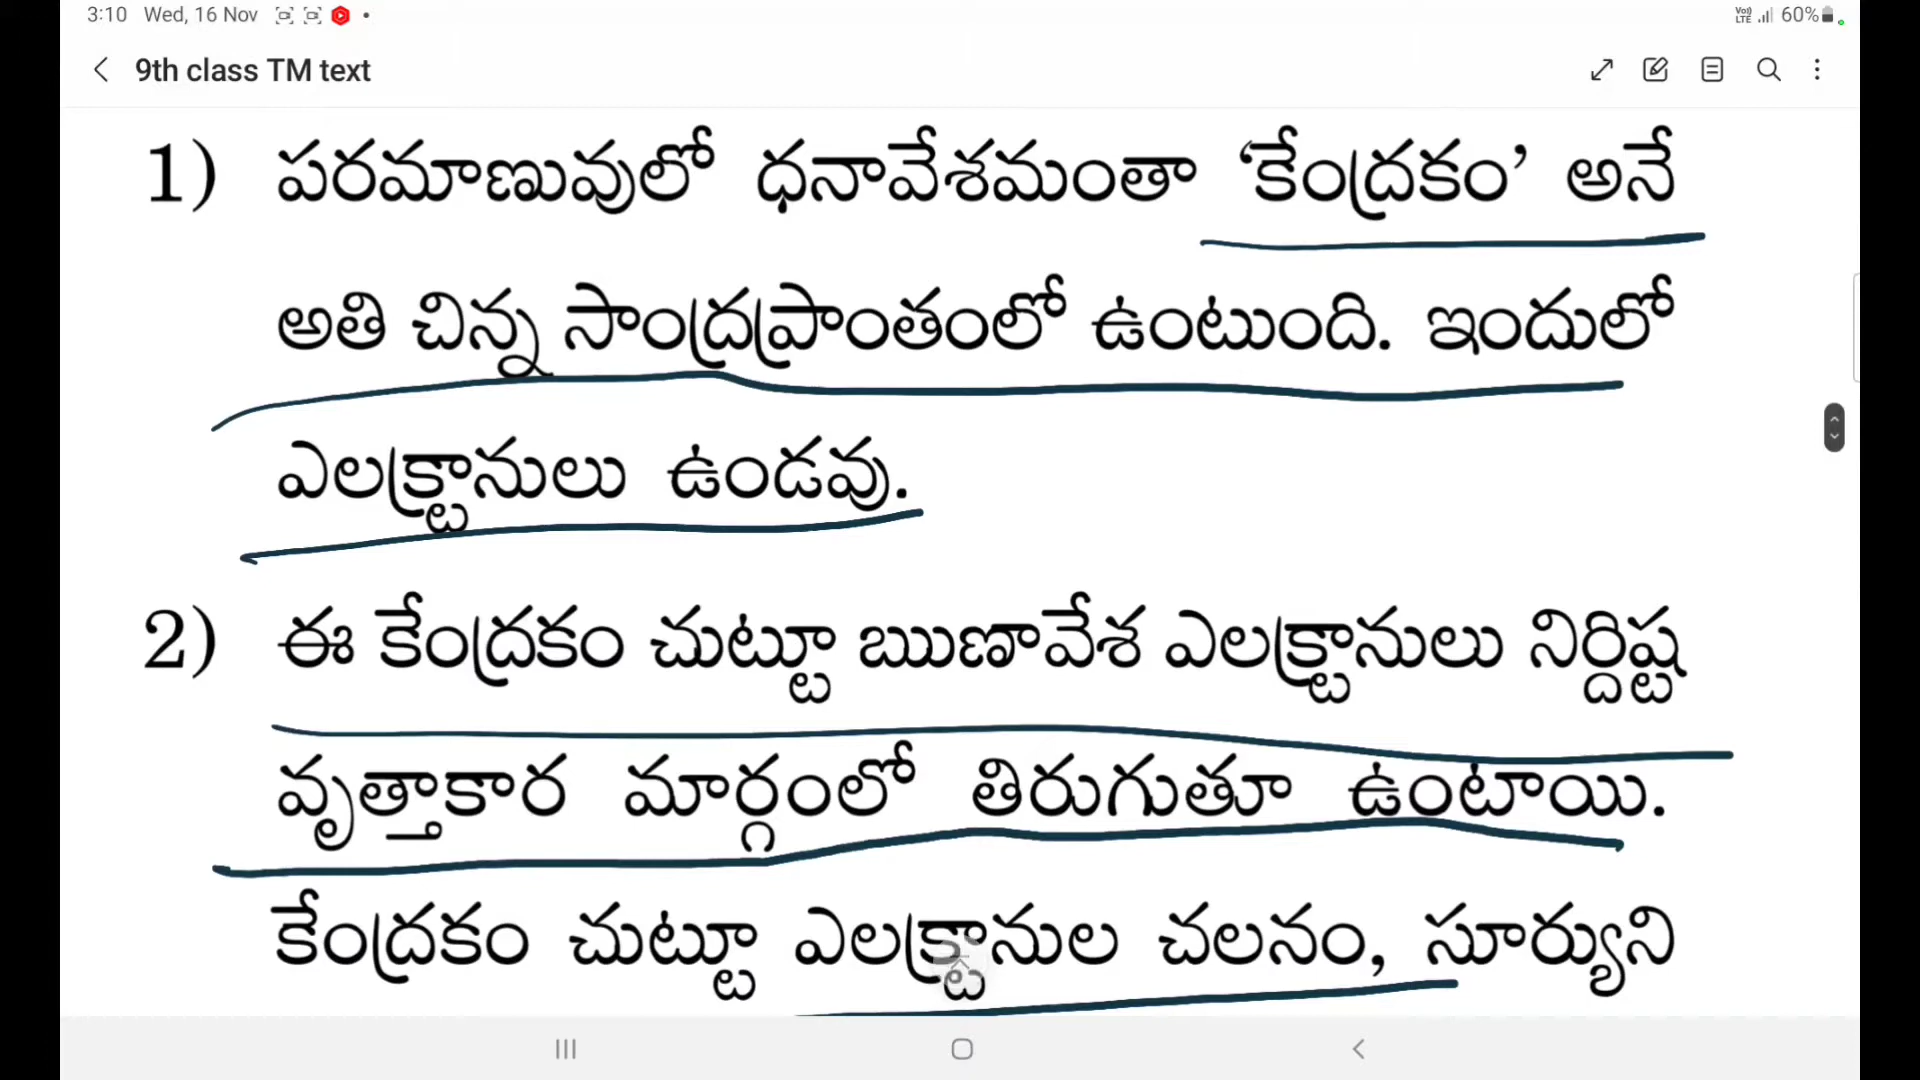 3:10 Wed, 16 Nov 60%
9th class TM text
1) పరమాణువులో ధనావేశమంతా ‘కేంద్రకం’ అనే
అతి చిన్న సాంద్రప్రాంతంలో ఉంటుంది. ఇందులో
ఎలక్ట్రానులు ఉండవు.
2) ఈ కేంద్రకం చుట్టూ ఋణావేశ ఎలక్ట్రానులు నిర్దిష్ట
వృత్తాకార మార్గంలో తిరుగుతూ ఉంటాయి.
కేంద్రకం చుట్టూ ఎలక్ట్రానుల చలనం, సూర్యుని